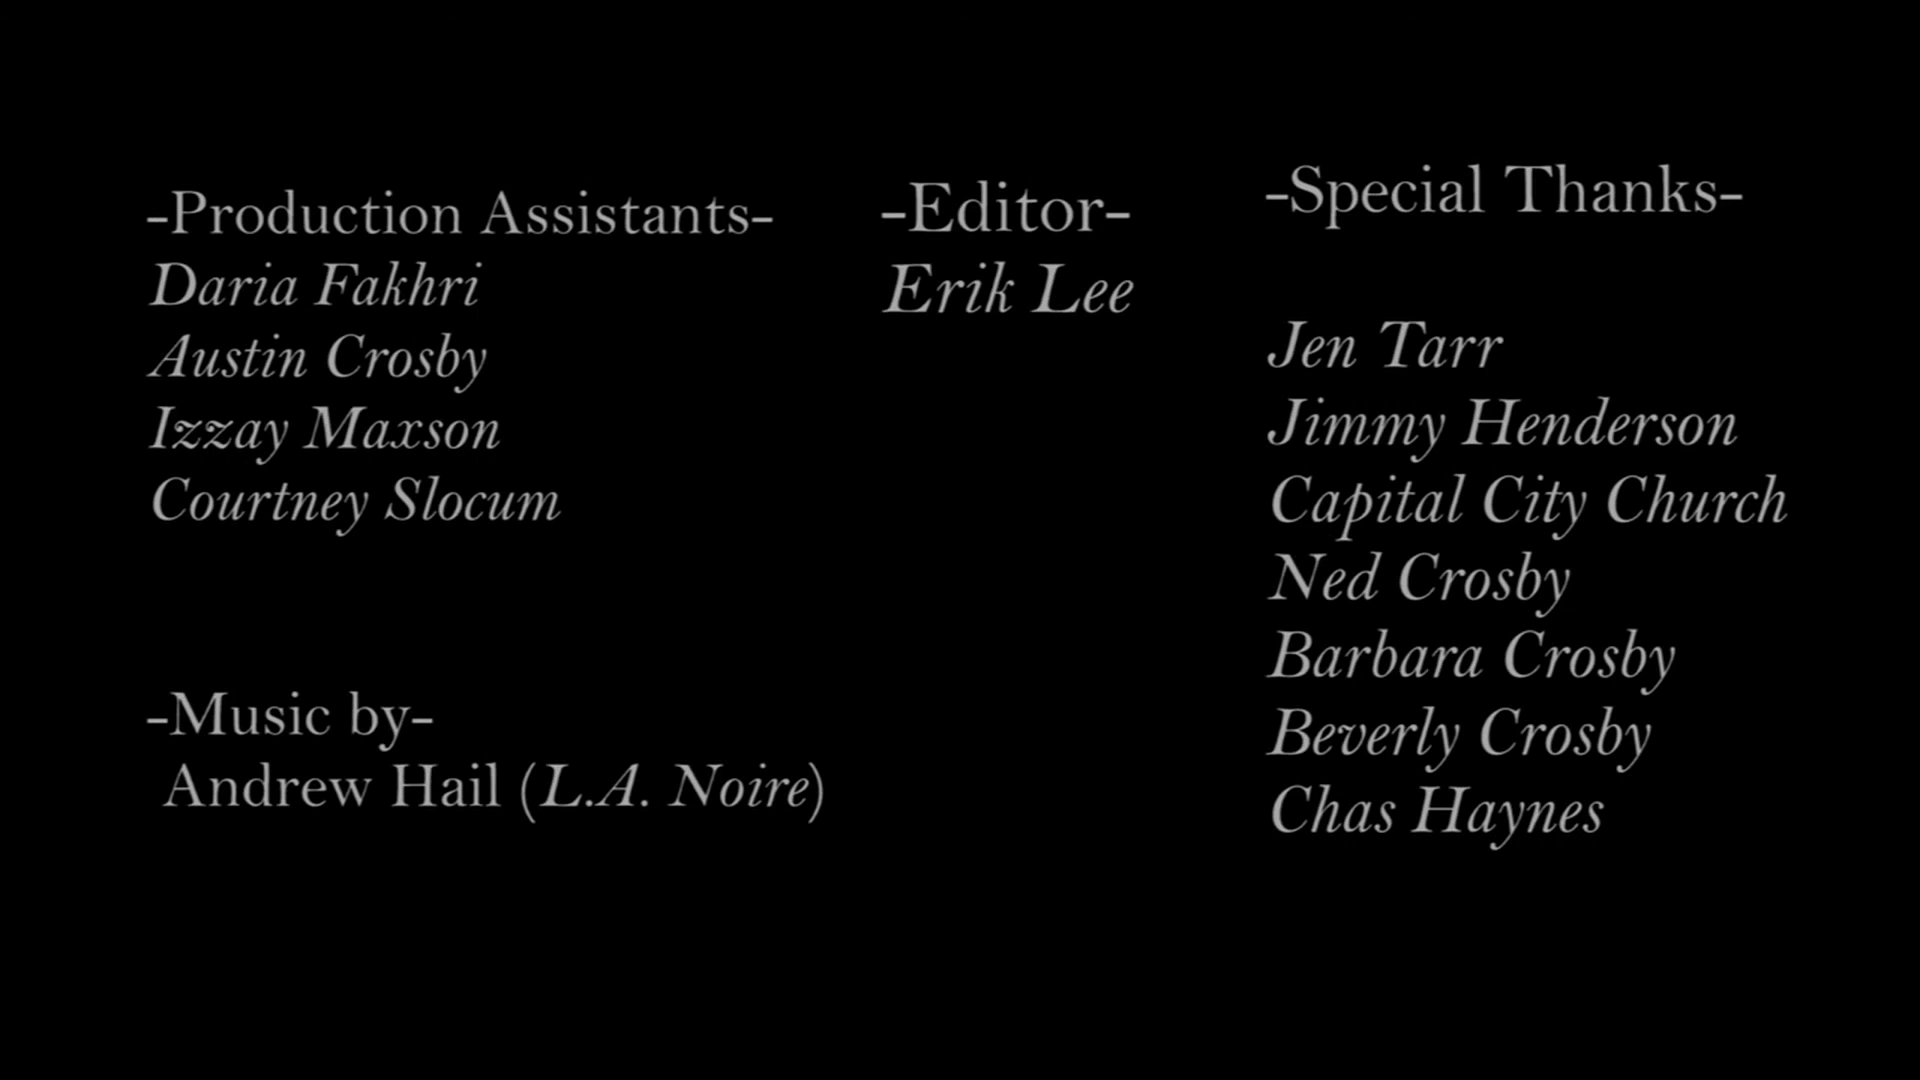 -Production Assistants-
Daria Fakhri
Austin Crosby
Izzay Maxson
Courtney Slocum
-Music by-
Andrew Hail (L.A. Noire)
-Editor-
Erik Lee
-Special Thanks-
Jen Tarr
Jimmy Henderson
Capital City Church
Ned Crosby
Barbara Crosby
Beverly Crosby
Chas Haynes